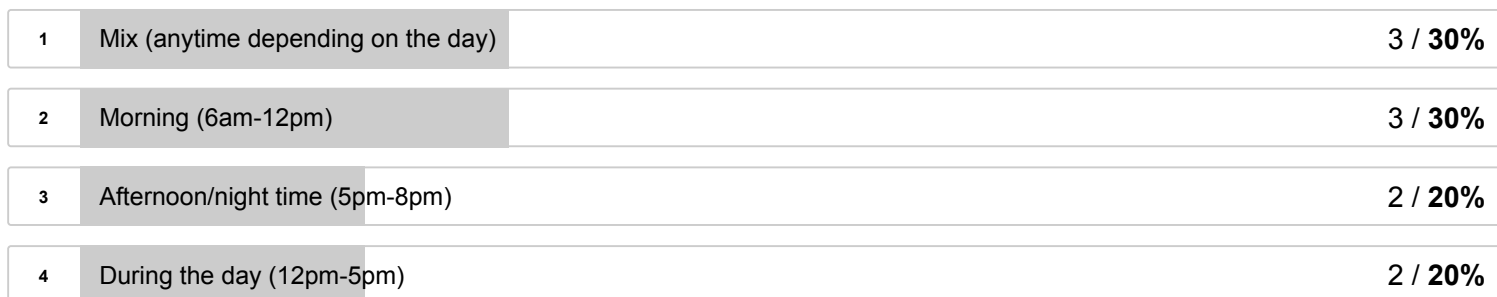 1 Mix (anytime depending on the day) 3 / 30%
2 Morning (6am-12pm) 3 / 30%
3 Afternoon/night time (5pm-8pm) 2 / 20%
4 During the day (12pm-5pm) 2 / 20%